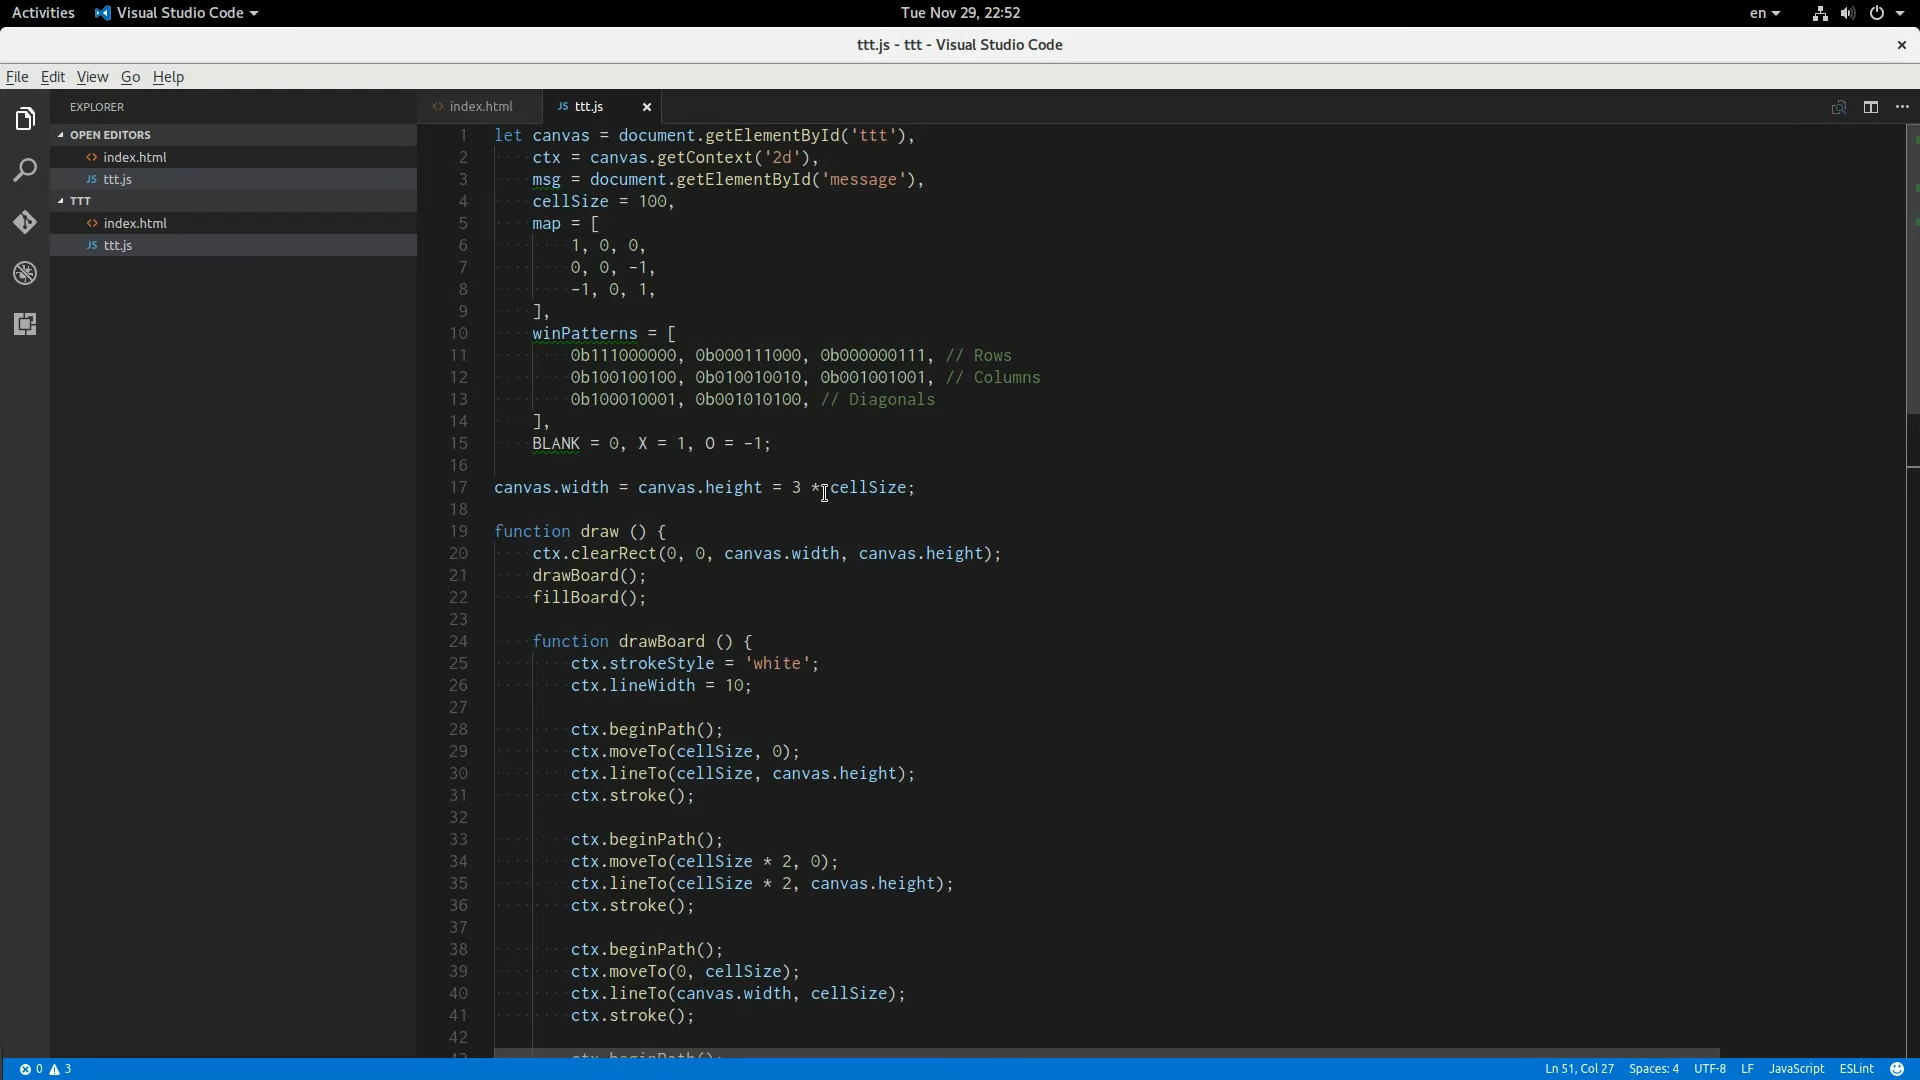 Activities Visual Studio Code Tue Nov 29, 22:52 en
ttt.js - ttt - Visual Studio Code
File Edit View Go Help
EXPLORER
OPEN EDITORS
index.html
JS ttt.js
TTT
index.html
JS ttt.js
index.html JS ttt.js
1 let canvas = document.getElementById('ttt'),
2 ctx = canvas.getContext('2d'),
3 msg = document.getElementById('message'),
4 cellSize = 100,
5 map = [
6 1, 0, 0,
7 0, 0, -1,
8 -1, 0, 1,
9 ],
10 winPatterns = [
11 0b111000000, 0b000111000, 0b000000111, // Rows
12 0b100100100, 0b010010010, 0b001001001, // Columns
13 0b100010001, 0b001010100, // Diagonals
14 ],
15 BLANK = 0, X = 1, O = -1;
16
17 canvas.width = canvas.height = 3 * cellSize;
18
19 function draw () {
20 ctx.clearRect(0, 0, canvas.width, canvas.height);
21 drawBoard();
22 fillBoard();
23
24 function drawBoard () {
25 ctx.strokeStyle = 'white';
26 ctx.lineWidth = 10;
27
28 ctx.beginPath();
29 ctx.moveTo(cellSize, 0);
30 ctx.lineTo(cellSize, canvas.height);
31 ctx.stroke();
32
33 ctx.beginPath();
34 ctx.moveTo(cellSize * 2, 0);
35 ctx.lineTo(cellSize * 2, canvas.height);
36 ctx.stroke();
37
38 ctx.beginPath();
39 ctx.moveTo(0, cellSize);
40 ctx.lineTo(canvas.width, cellSize);
41 ctx.stroke();
42
0 3 Ln 51, Col 27 Spaces: 4 UTF-8 LF JavaScript ESLint